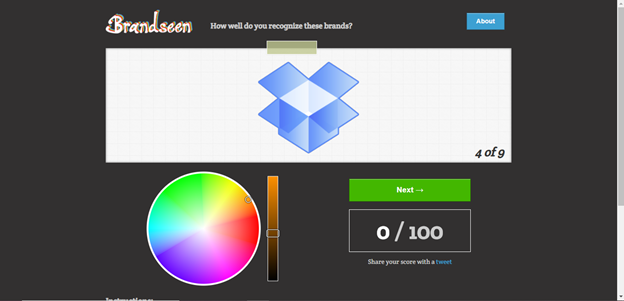 Brandseen
How well do you recognize these brands?
About
4 of 9
Next →
0 / 100
Share your score with a tweet